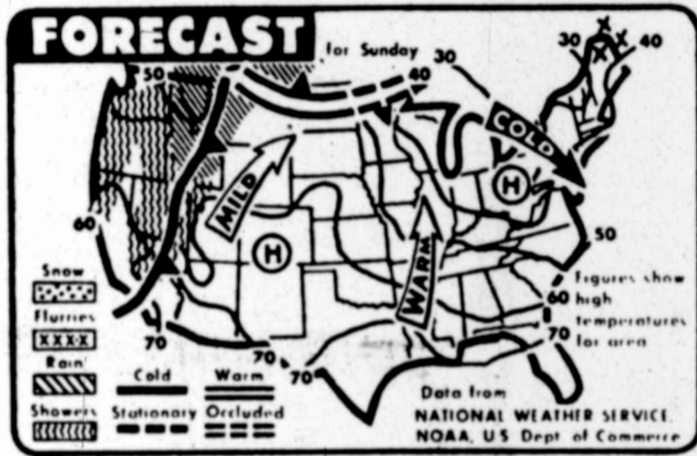 FORECAST
for Sunday
50
40
30
30
40
COLD
MILD
H
H
WARM
60
50
Snow
Figures show
60 high
Flurries
temperatures
XXXX
70 for area
70
70
70
Rain
Cold Warm
Data from
Showers Stationary Occluded
NATIONAL WEATHER SERVICE,
NOAA, U.S. Dept. of Commerce